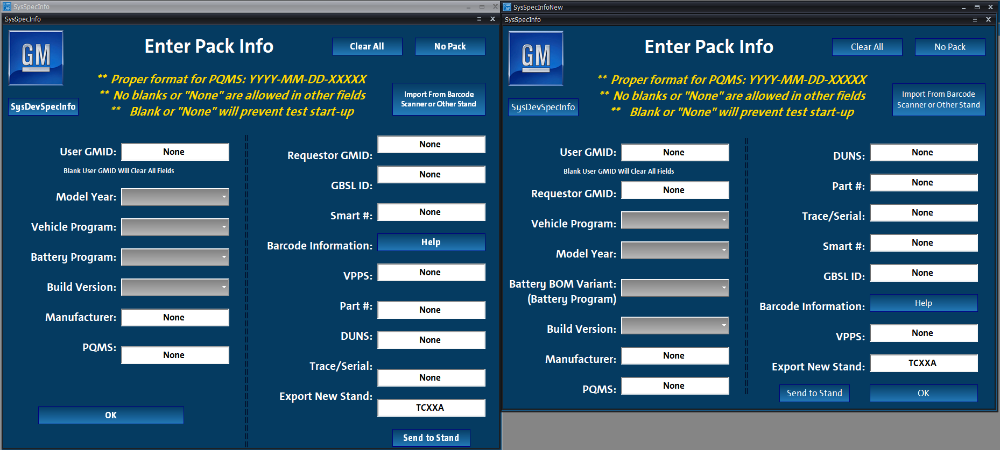 SysSpecInfo
SysSpecInfo
GM
Enter Pack Info
Clear All
No Pack
** Proper format for PQMS: YYYY-MM-DD-XXXXX
** No blanks or "None" are allowed in other fields
** Blank or "None" will prevent test start-up
Import From Barcode
Scanner or Other Stand
SysDevSpecInfo
User GMID: None
Blank User GMID Will Clear All Fields
Model Year:
Vehicle Program:
Battery Program:
Build Version:
Manufacturer: None
PQMS: None
OK
Requestor GMID: None
GBSL ID: None
Smart #: None
Barcode Information: Help
VPPS: None
Part #: None
DUNS: None
Trace/Serial: None
Export New Stand: TCXXA
Send to Stand
SysSpecInfoNew
SysSpecInfo
GM
Enter Pack Info
Clear All
No Pack
** Proper format for PQMS: YYYY-MM-DD-XXXXX
** No blanks or "None" are allowed in other fields
** Blank or "None" will prevent test start-up
Import From Barcode
Scanner or Other Stand
SysDevSpecInfo
User GMID: None
Blank User GMID Will Clear All Fields
Requestor GMID: None
Vehicle Program:
Model Year:
Battery BOM Variant:
(Battery Program)
Build Version:
Manufacturer: None
PQMS: None
DUNS: None
Part #: None
Trace/Serial: None
Smart #: None
GBSL ID: None
Barcode Information: Help
VPPS: None
Export New Stand: TCXXA
Send to Stand
OK